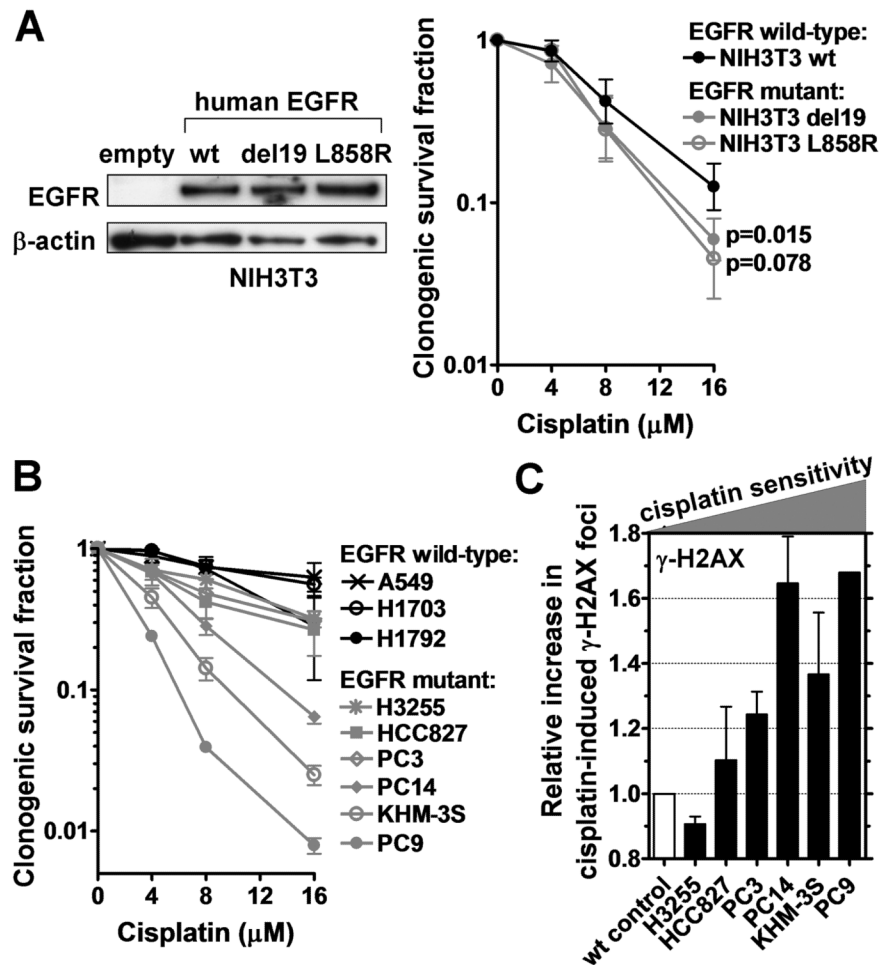 A
human EGFR
empty wt del19 L858R
EGFR
β-actin
NIH3T3
Clonogenic survival fraction
1
0.1
0.01
0 4 8 12 16
Cisplatin (μM)
EGFR wild-type:
NIH3T3 wt
EGFR mutant:
NIH3T3 del19
NIH3T3 L858R
p=0.015
p=0.078
B
Clonogenic survival fraction
1
0.1
0.01
0 4 8 12 16
Cisplatin (μM)
EGFR wild-type:
A549
H1703
H1792
EGFR mutant:
H3255
HCC827
PC3
PC14
KHM-3S
PC9
C
cisplatin sensitivity
γ-H2AX
Relative increase in
cisplatin-induced γ-H2AX foci
1.8
1.6
1.4
1.2
1.0
0.8
wt control
H3255
HCC827
PC3
PC14
KHM-3S
PC9